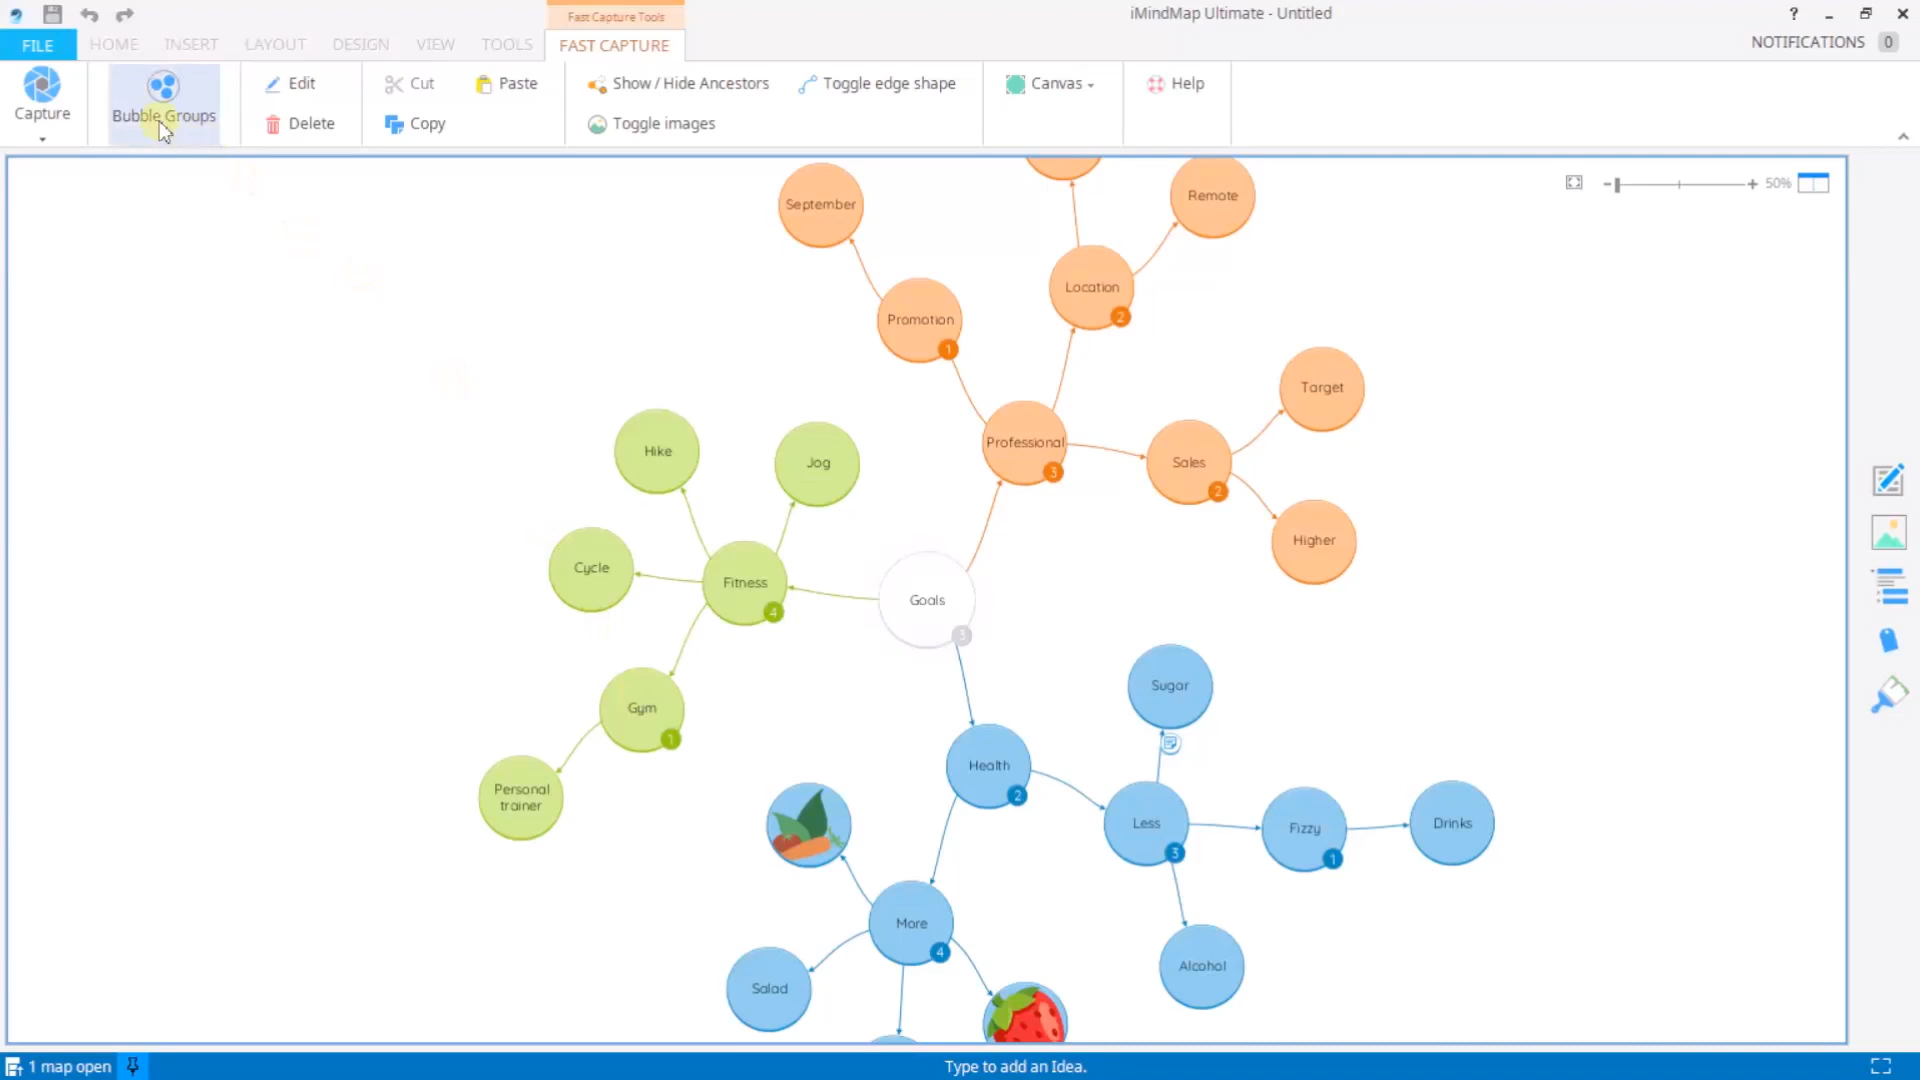 Fast Capture Tools
iMindMap Ultimate - Untitled
?
FILE
HOME
INSERT
LAYOUT
DESIGN
VIEW
TOOLS
FAST CAPTURE
NOTIFICATIONS 0
Capture
Bubble Groups
Edit
Delete
Cut
Copy
Paste
Show / Hide Ancestors
Toggle edge shape
Toggle images
Canvas
Help
50%
September
Remote
Location
2
Promotion
1
Target
Professional
3
Sales
2
Higher
Hike
Jog
Cycle
Fitness
4
Goals
3
Gym
1
Personal
trainer
Sugar
Health
2
Less
3
Fizzy
1
Drinks
More
4
Salad
Alcohol
1 map open
Type to add an Idea.